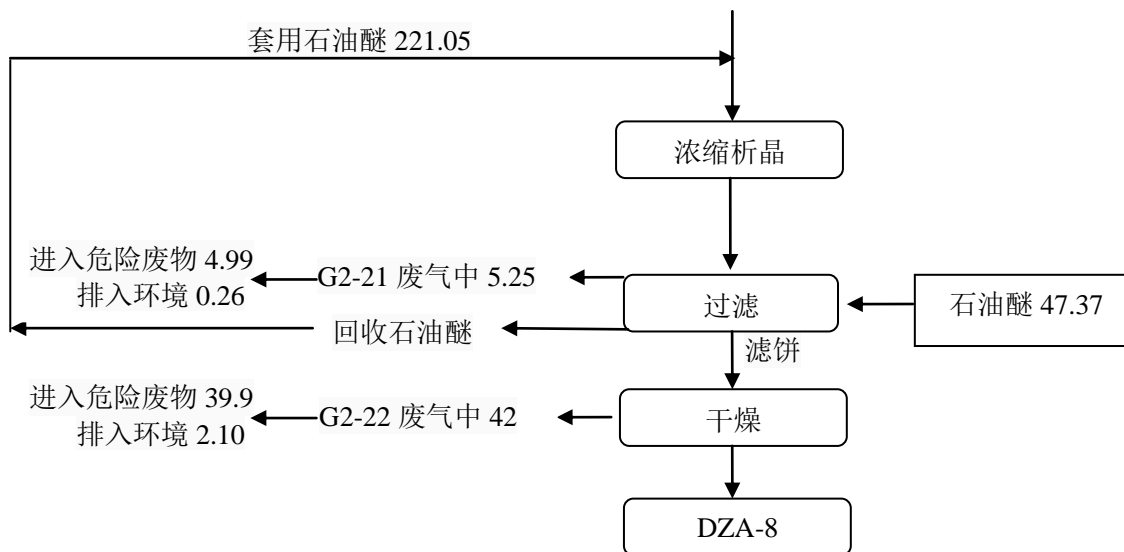 套用石油醚 221.05
浓缩析晶
进入危险废物 4.99
排入环境 0.26
G2-21 废气中 5.25
过滤
石油醚 47.37
回收石油醚
滤饼
进入危险废物 39.9
排入环境 2.10
G2-22 废气中 42
干燥
DZA-8